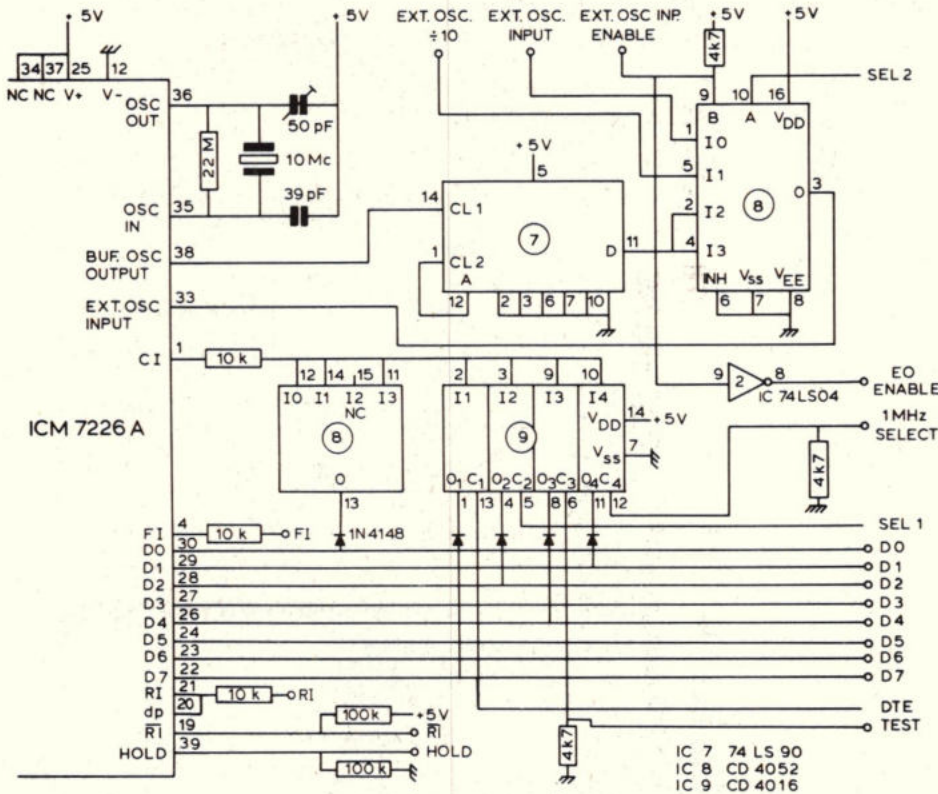 +5V
EXT. OSC. ÷10
EXT. OSC. INPUT
EXT. OSC INP. ENABLE
+5V
4k7
+5V
SEL 2
34 37 25 12
NC NC V+ V-
36
OSC OUT
50 pF
22 M
10 Mc
39 pF
35
OSC IN
38
BUF. OSC OUTPUT
33
EXT. OSC INPUT
+5V
5
14 CL 1
7
1 CL 2
D 11
A
12 2 3 6 7 10
9 10 16
B A VDD
1 I0
5 I1
2 I2
4 I3
8
O 3
INH VSS VEE
6 7 8
9 2 8
IC 74LS04
EO ENABLE
1MHz SELECT
4k7
CI 1 10 k
12 14 15 11
I0 I1 I2 I3
NC
8
O
13
1N4148
2 3 9 10
I1 I2 I3 I4
9
VDD 14 +5V
VSS 7
O1 C1 O2 C2 O3 C3 O4 C4
1 13 4 5 8 6 11 12
ICM 7226 A
FI 4 10 k FI
SEL 1
D0 30 D0
D1 29 D1
D2 28 D2
D3 27 D3
D4 26 D4
D5 24 D5
D6 23 D6
D7 22 D7
RI 21 10 k RI
dp 20
DTE
RI 19 100k +5V RI
TEST
HOLD 39 HOLD
100k
4k7
IC 7 74 LS 90
IC 8 CD 4052
IC 9 CD 4016